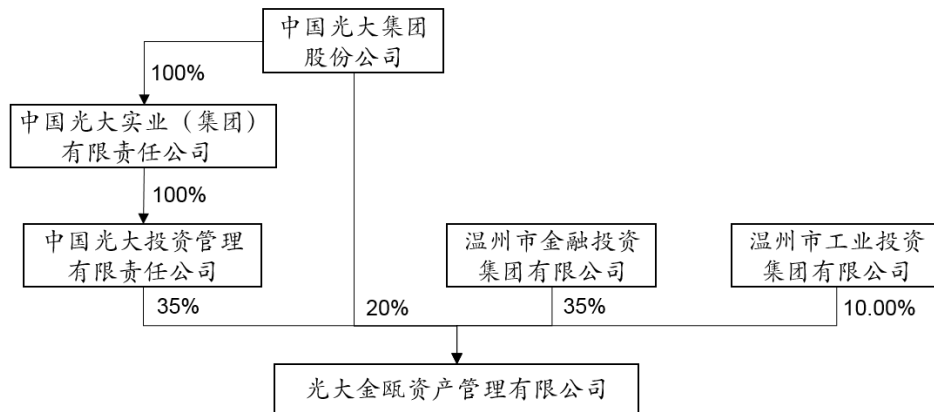 中国光大集团
股份公司
100%
中国光大实业（集团）
有限责任公司
100%
中国光大投资管理
有限责任公司
温州市金融投资
集团有限公司
温州市工业投资
集团有限公司
35%
20%
35%
10.00%
光大金瓯资产管理有限公司